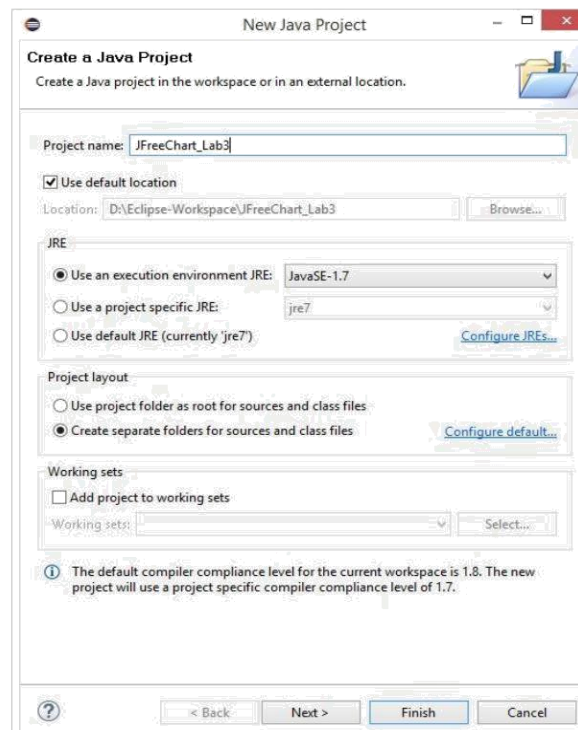 New Java Project
Create a Java Project
Create a Java project in the workspace or in an external location.
Project name: JFreeChart_Lab3
Use default location
Location: D:\Eclipse-Workspace\JFreeChart_Lab3 Browse...
JRE
Use an execution environment JRE: JavaSE-1.7
Use a project specific JRE: jre7
Use default JRE (currently 'jre7') Configure JREs...
Project layout
Use project folder as root for sources and class files
Create separate folders for sources and class files Configure default...
Working sets
Add project to working sets
Working sets: Select...
The default compiler compliance level for the current workspace is 1.8. The new
project will use a project specific compiler compliance level of 1.7.
? < Back Next > Finish Cancel